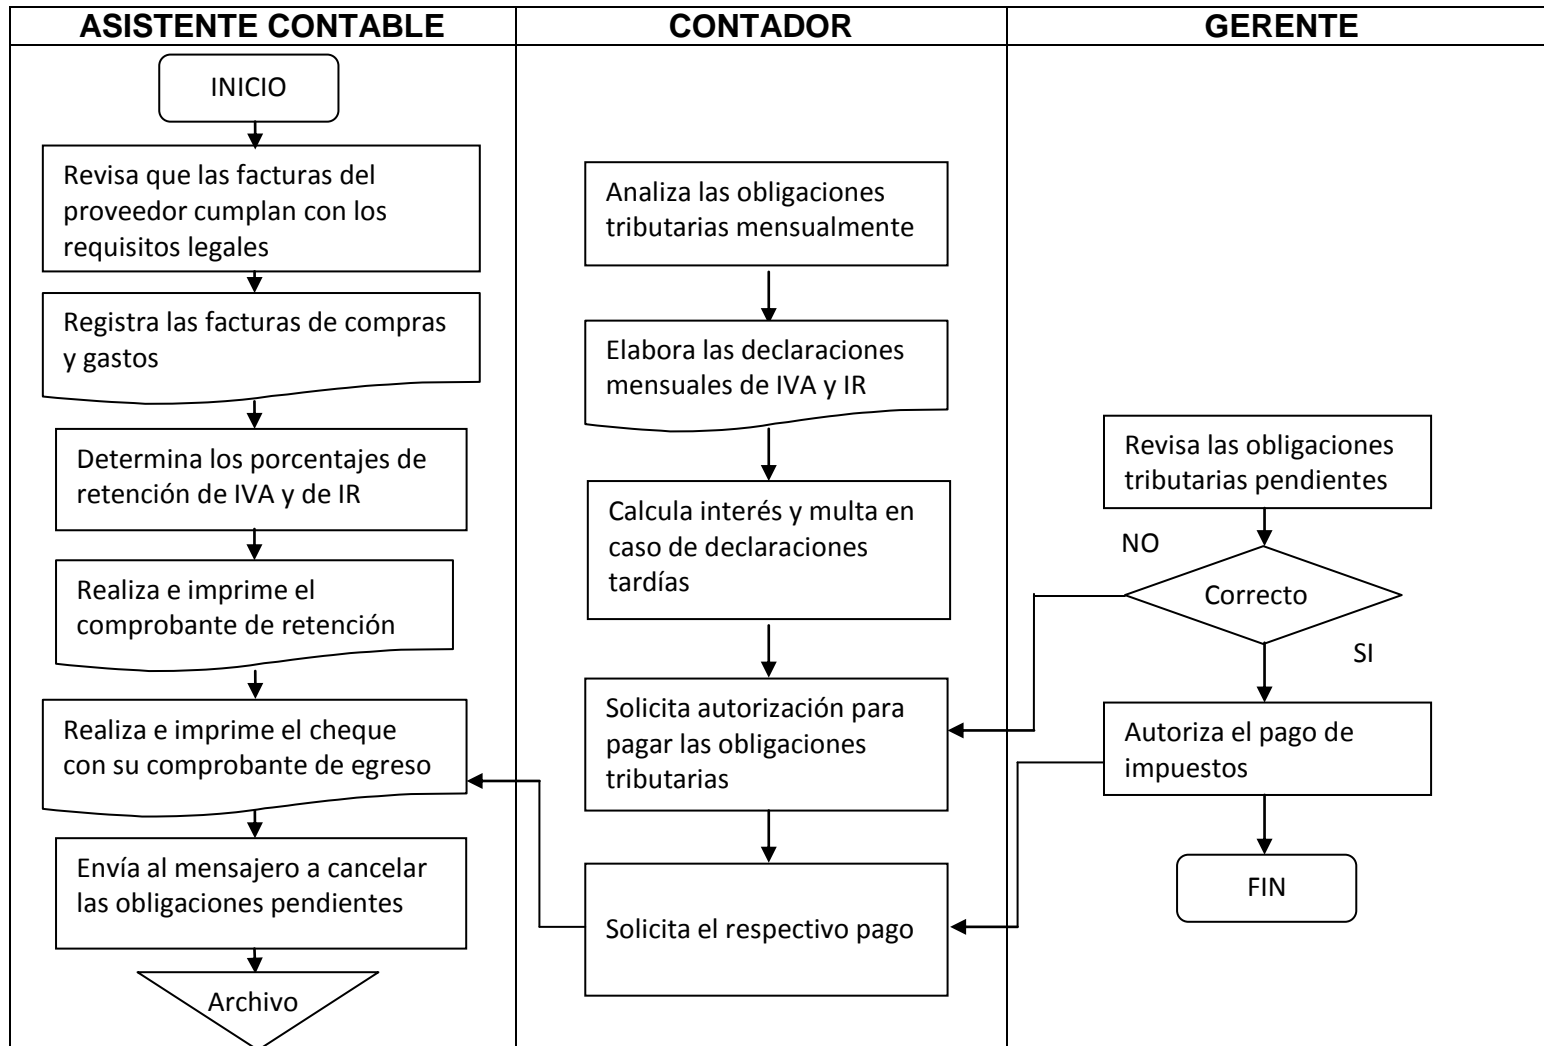 ASISTENTE CONTABLE
CONTADOR
GERENTE
INICIO
Revisa que las facturas del
proveedor cumplan con los
requisitos legales
Registra las facturas de compras
y gastos
Determina los porcentajes de
retención de IVA y de IR
Realiza e imprime el
comprobante de retención
Realiza e imprime el cheque
con su comprobante de egreso
Envía al mensajero a cancelar
las obligaciones pendientes
Archivo
Analiza las obligaciones
tributarias mensualmente
Elabora las declaraciones
mensuales de IVA y IR
Calcula interés y multa en
caso de declaraciones
tardías
Solicita autorización para
pagar las obligaciones
tributarias
Solicita el respectivo pago
Revisa las obligaciones
tributarias pendientes
NO
Correcto
SI
Autoriza el pago de
impuestos
FIN